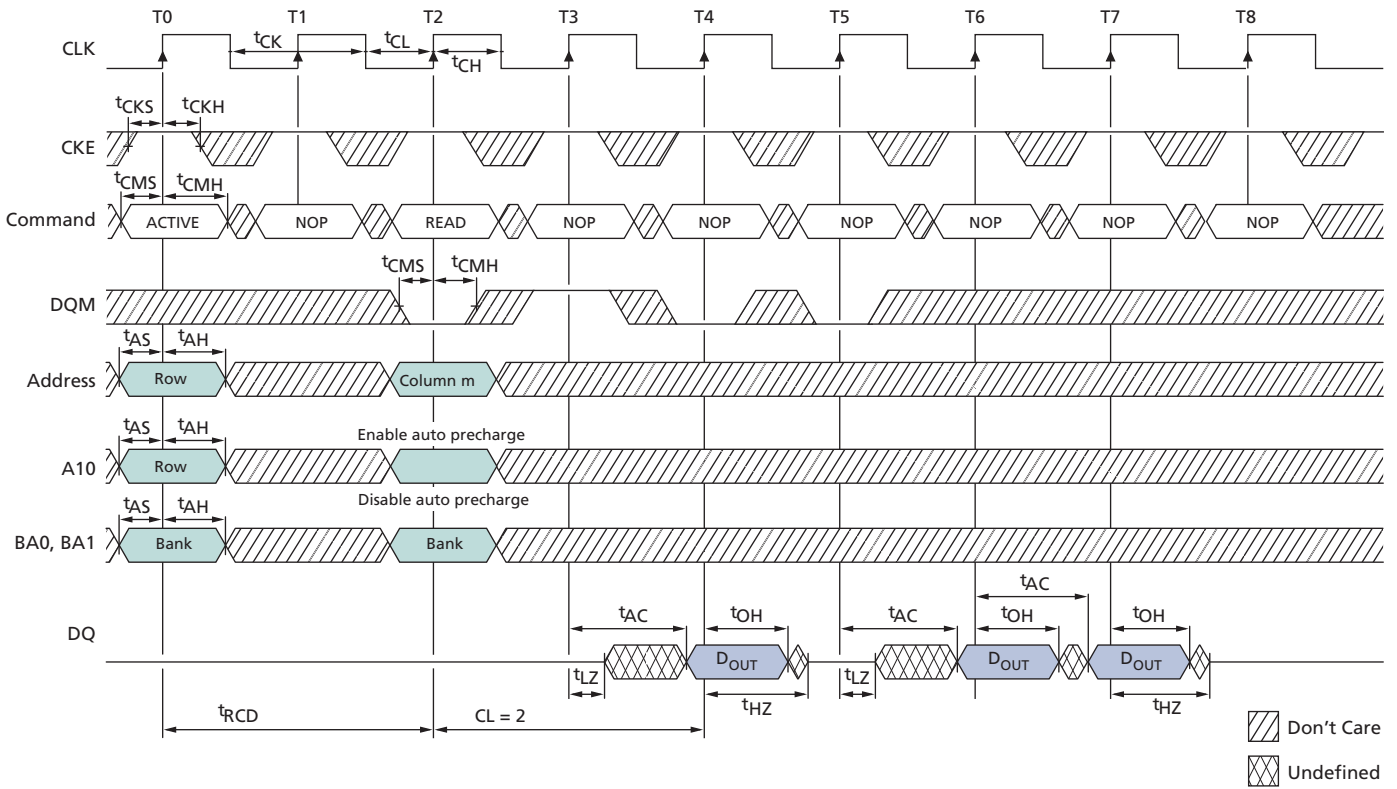 T0 T1 T2 T3 T4 T5 T6 T7 T8
CLK
tCK tCL
tCH
tCKS tCKH
CKE
tCMS tCMH
Command ACTIVE NOP READ NOP NOP NOP NOP NOP NOP
tCMS tCMH
DQM
tAS tAH
Address Row Column m
tAS tAH Enable auto precharge
A10 Row
Disable auto precharge
tAS tAH
BA0, BA1 Bank Bank
tAC
tAC tOH tAC tOH tOH
DQ
DOUT DOUT DOUT
tLZ tLZ
tHZ tHZ
tRCD CL = 2
Don't Care
Undefined